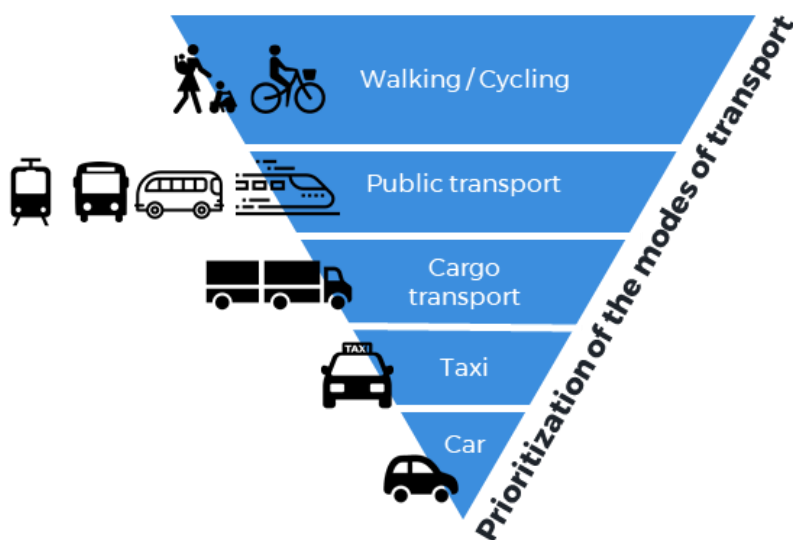 Walking / Cycling
Public transport
Cargo
transport
TAXI
Taxi
Car
Prioritization of the modes of transport